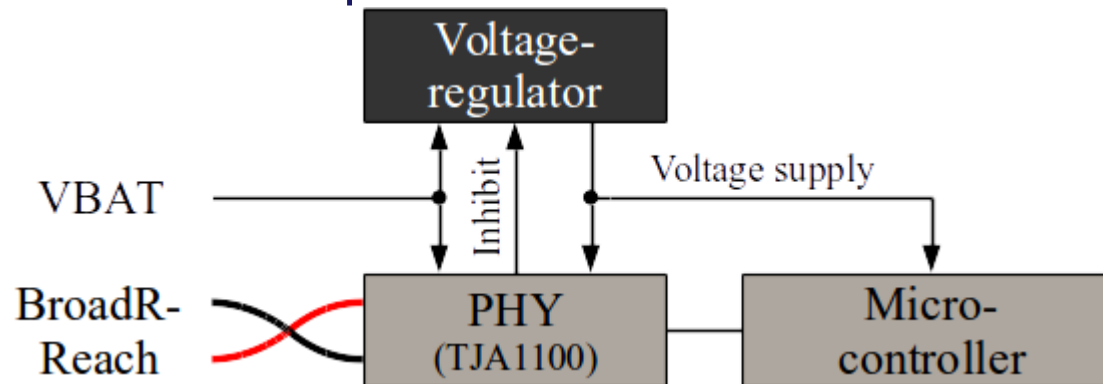 Voltage-
regulator
VBAT
Inhibit
Voltage supply
BroadR-
Reach
PHY
(TJA1100)
Micro-
controller